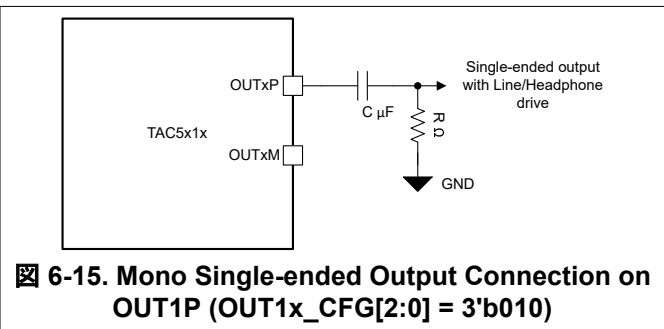 OUTxP
Single-ended output
with Line/Headphone
drive
C µF
R Ω
TAC5x1x
OUTxM
GND
図 6-15. Mono Single-ended Output Connection on
OUT1P (OUT1x_CFG[2:0] = 3'b010)